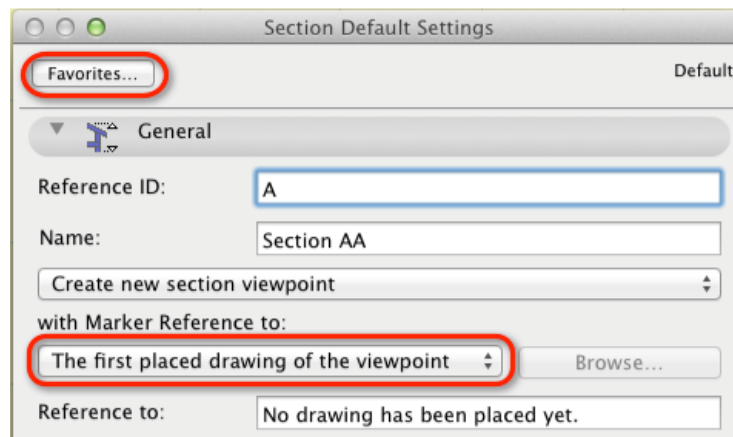 Section Default Settings
Favorites...
Default
General
Reference ID:
A
Name:
Section AA
Create new section viewpoint
with Marker Reference to:
The first placed drawing of the viewpoint
Browse...
Reference to:
No drawing has been placed yet.